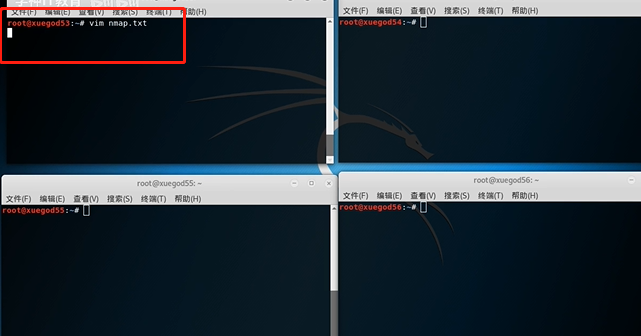 文件(F) 编辑(E) 查看(V) 搜索(S) 终端(T) 帮助(H)
root@xuegod53:~# vim nmap.txt
文件(F) 编辑(E) 查看(V) 搜索(S) 终端(T) 帮助(H)
root@xuegod54:~#
root@xuegod55: ~
文件(F) 编辑(E) 查看(V) 搜索(S) 终端(T) 帮助(H)
root@xuegod55:~#
root@xuegod56: ~
文件(F) 编辑(E) 查看(V) 搜索(S) 终端(T) 帮助(H)
root@xuegod56:~#